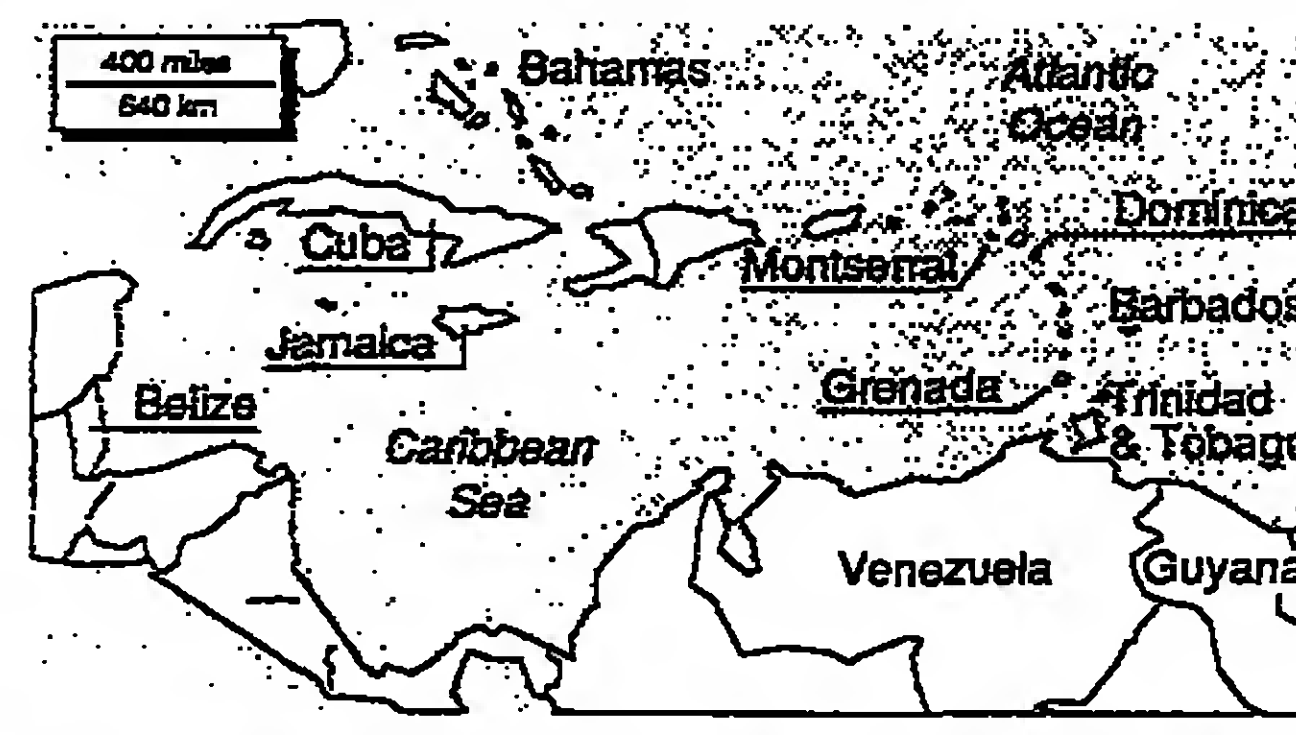 400 miles
640 km
Bahamas
Atlantic
Ocean
Dominica
Cuba
Montserrat
Barbados
Jamaica
Grenada
Trinidad
& Tobago
Belize
Caribbean
Sea
Venezuela
Guyana